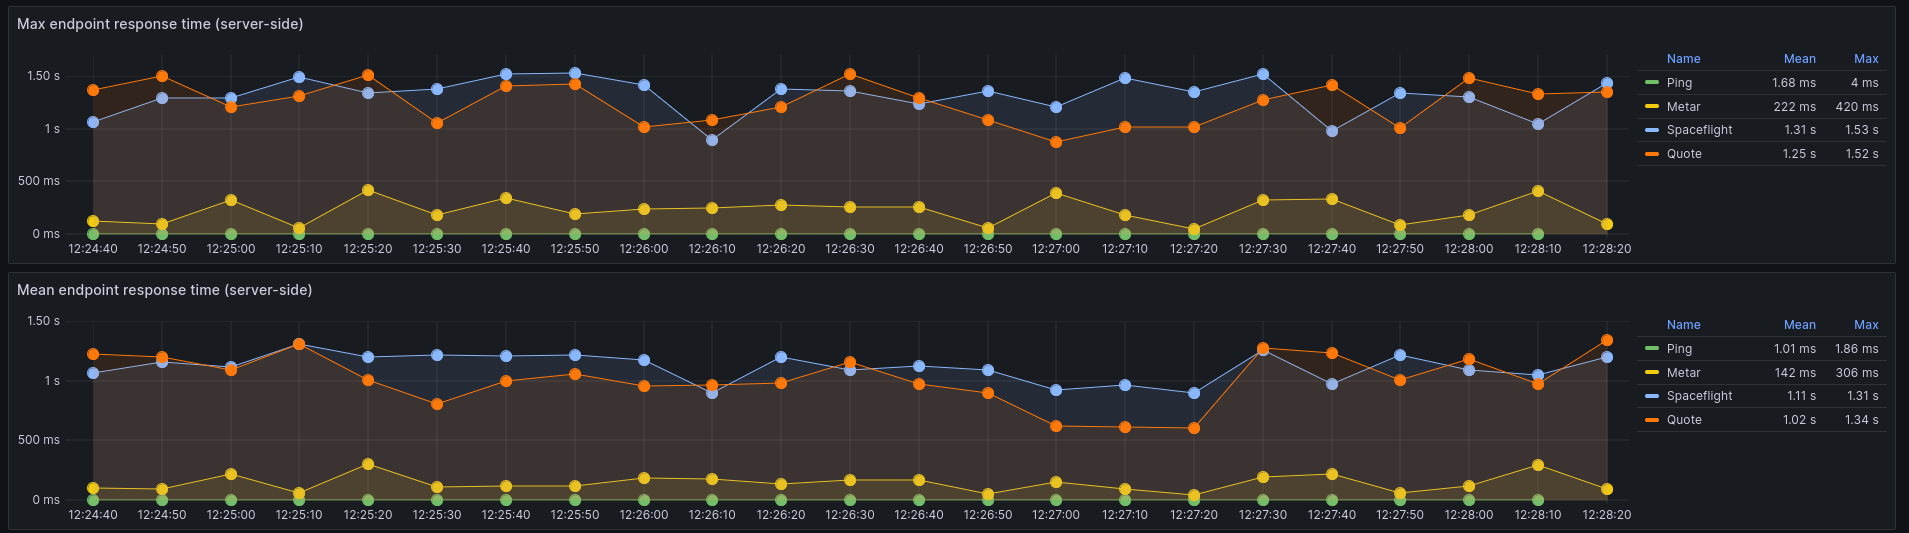 Max endpoint response time (server-side)
1.50 s
1 s
500 ms
0 ms
12:24:40 12:24:50 12:25:00 12:25:10 12:25:20 12:25:30 12:25:40 12:25:50 12:26:00 12:26:10 12:26:20 12:26:30 12:26:40 12:26:50 12:27:00 12:27:10 12:27:20 12:27:30 12:27:40 12:27:50 12:28:00 12:28:10 12:28:20
Name Mean Max
Ping 1.68 ms 4 ms
Metar 222 ms 420 ms
Spaceflight 1.31 s 1.53 s
Quote 1.25 s 1.52 s
Mean endpoint response time (server-side)
1.50 s
1 s
500 ms
0 ms
12:24:40 12:24:50 12:25:00 12:25:10 12:25:20 12:25:30 12:25:40 12:25:50 12:26:00 12:26:10 12:26:20 12:26:30 12:26:40 12:26:50 12:27:00 12:27:10 12:27:20 12:27:30 12:27:40 12:27:50 12:28:00 12:28:10 12:28:20
Name Mean Max
Ping 1.01 ms 1.86 ms
Metar 142 ms 306 ms
Spaceflight 1.11 s 1.31 s
Quote 1.02 s 1.34 s